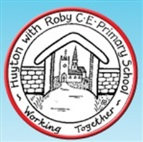 Huyton with Roby C·E·Primary School
~ Working Together ~